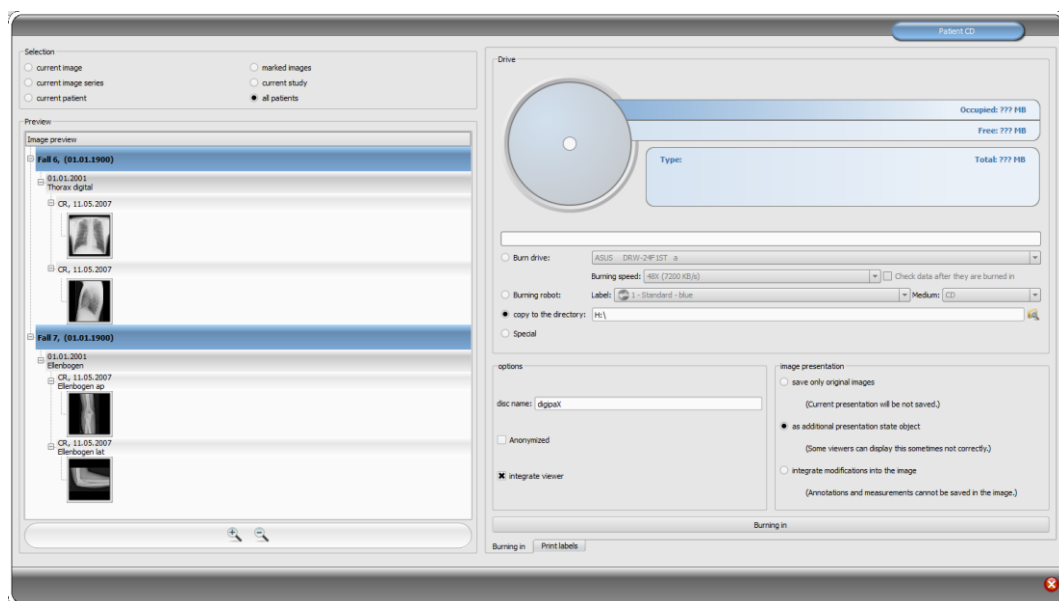 Patient CD
Selection
current image
marked images
current image series
current study
current patient
all patients
Preview
Image preview
Fall 6, (01.01.1900)
01.01.2001
Thorax digital
CR, 11.05.2007
CR, 11.05.2007
Fall 7, (01.01.1900)
01.01.2001
Ellenbogen
CR, 11.05.2007
Ellenbogen ap
CR, 11.05.2007
Ellenbogen lat
Drive
Occupied: ??? MB
Free: ??? MB
Type: Total: ??? MB
Burn drive: ASUS DRW-24F1ST a
Burning speed: 48X (7200 KB/s) Check data after they are burned in
Burning robot: Label: 1 - Standard - blue Medium: CD
copy to the directory: H:\
Special
options
disc name: digipaX
Anonymized
integrate viewer
image presentation
save only original images
(Current presentation will be not saved.)
as additional presentation state object
(Some viewers can display this sometimes not correctly.)
integrate modifications into the image
(Annotations and measurements cannot be saved in the image.)
Burning in
Burning in Print labels